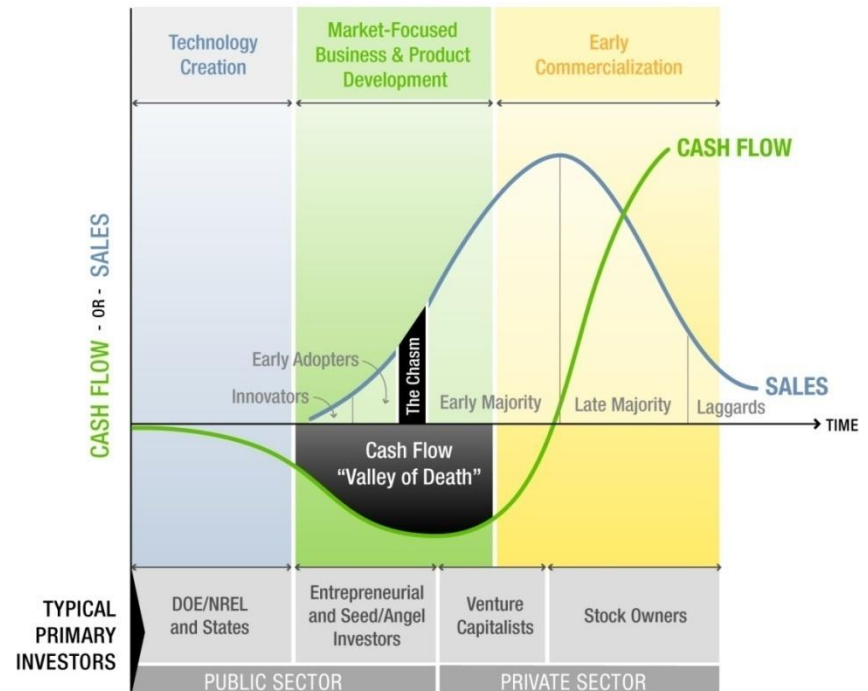 Technology
Creation
Market-Focused
Business & Product
Development
Early
Commercialization
CASH FLOW - OR - SALES
CASH FLOW
Early Adopters
Innovators
The Chasm
Early Majority
Late Majority
Laggards
SALES
TIME
Cash Flow
“Valley of Death”
TYPICAL
PRIMARY
INVESTORS
DOE/NREL
and States
Entrepreneurial
and Seed/Angel
Investors
Venture
Capitalists
Stock Owners
PUBLIC SECTOR
PRIVATE SECTOR